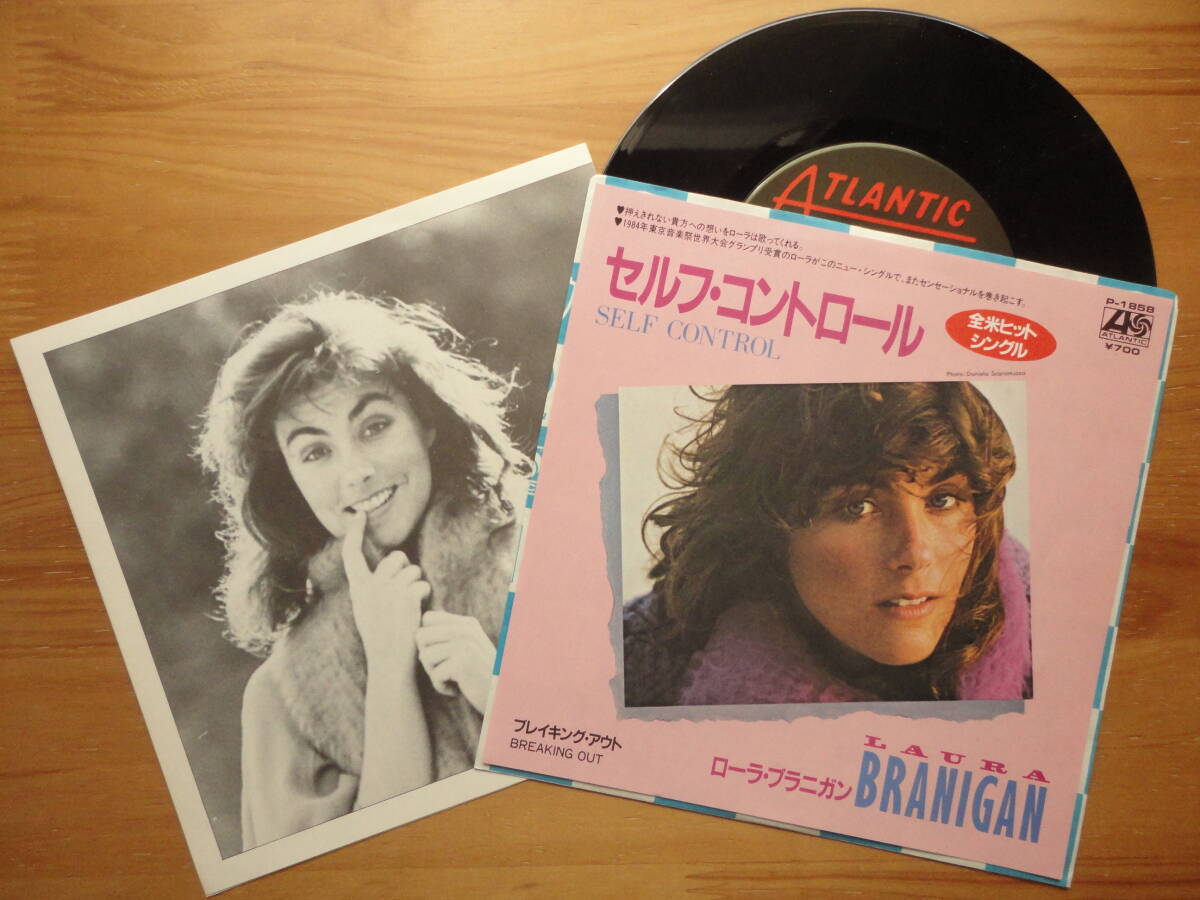 ATLANTIC
♥押えきれない貴方への想いをローラは歌ってくれる。
♥1984年東京音楽祭世界大会グランプリ受賞のローラがこのニュー・シングルで、またセンセーショナルを巻き起こす。
セルフ・コントロール
SELF CONTROL
全米ヒット
シングル
P-1858
ATLANTIC
¥700
ブレイキング・アウト
BREAKING OUT
ローラ・ブラニガン
LAURA
BRANIGAN